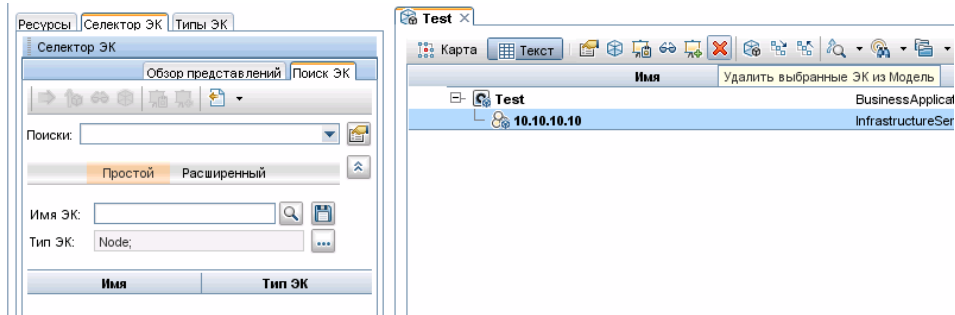 Ресурсы Селектор ЭК Типы ЭК
Селектор ЭК
Обзор представлений Поиск ЭК
Поиски:
Простой Расширенный
Имя ЭК:
Тип ЭК: Node;
Имя Тип ЭК
Test
Карта Текст
Имя Удалить выбранные ЭК из Модель
Test BusinessApplicat
10.10.10.10 InfrastructureSer